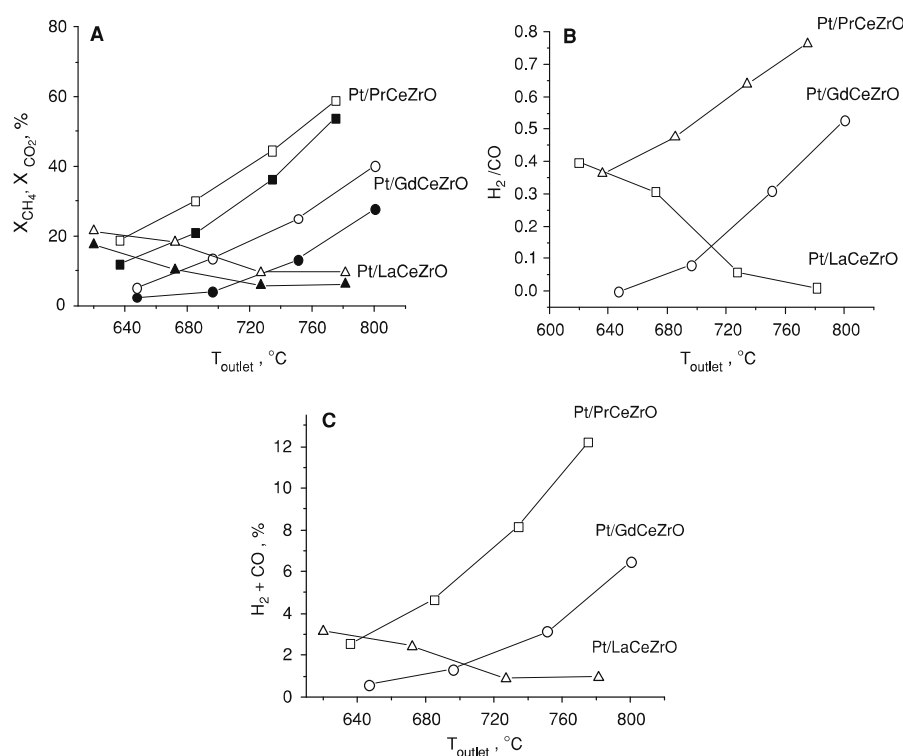 A
80
60
40
20
0
X_CH4, X_CO2, %
Pt/PrCeZrO
Pt/GdCeZrO
Pt/LaCeZrO
640 680 720 760 800
T_outlet , °C
B
0.8
0.7
0.6
0.5
0.4
0.3
0.2
0.1
0.0
H2 /CO
Pt/PrCeZrO
Pt/GdCeZrO
Pt/LaCeZrO
600 640 680 720 760 800 840
T_outlet , °C
C
12
10
8
6
4
2
0
H2 + CO , %
Pt/PrCeZrO
Pt/GdCeZrO
Pt/LaCeZrO
640 680 720 760 800
T_outlet , °C